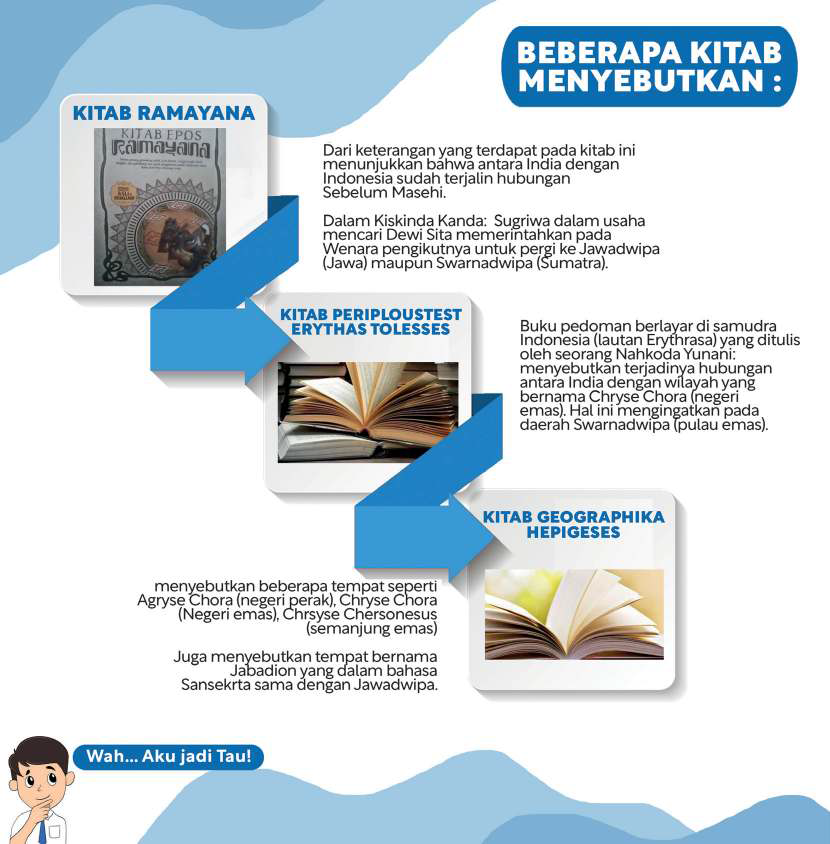 BEBERAPA KITAB
MENYEBUTKAN :
KITAB RAMAYANA
KITAB EPOS
Ramayana
Dari keterangan yang terdapat pada kitab ini
menunjukkan bahwa antara India dengan
Indonesia sudah terjalin hubungan
Sebelum Masehi.
Dalam Kiskinda Kanda: Sugriwa dalam usaha
mencari Dewi Sita memerintahkan pada
Wenara pengikutnya untuk pergi ke Jawadwipa
(Jawa) maupun Swarnadwipa (Sumatra).
KITAB PERIPLOUSTEST
ERYTHAS TOLESSES
Buku pedoman berlayar di samudra
Indonesia (lautan Erythrasa) yang ditulis
oleh seorang Nahkoda Yunani:
menyebutkan terjadinya hubungan
antara India dengan wilayah yang
bernama Chryse Chora (negeri
emas). Hal ini mengingatkan pada
daerah Swarnadwipa (pulau emas).
KITAB GEOGRAPHIKA
HEPIGESES
menyebutkan beberapa tempat seperti
Agryse Chora (negeri perak), Chryse Chora
(Negeri emas), Chrsyse Chersonesus
(semanjung emas)
Juga menyebutkan tempat bernama
Jabadion yang dalam bahasa
Sansekrta sama dengan Jawadwipa.
Wah... Aku jadi Tau!